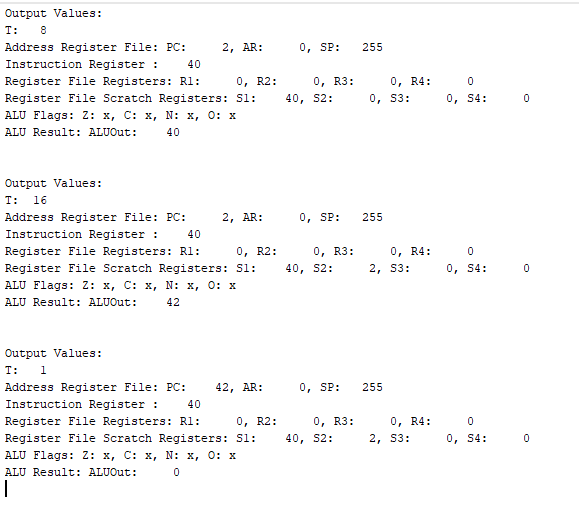 Output Values:
T:   8
Address Register File: PC:     2, AR:     0, SP:   255
Instruction Register :    40
Register File Registers: R1:     0, R2:     0, R3:     0, R4:     0
Register File Scratch Registers: S1:    40, S2:     0, S3:     0, S4:     0
ALU Flags: Z: x, C: x, N: x, O: x
ALU Result: ALUOut:    40
Output Values:
T:  16
Address Register File: PC:     2, AR:     0, SP:   255
Instruction Register :    40
Register File Registers: R1:     0, R2:     0, R3:     0, R4:     0
Register File Scratch Registers: S1:    40, S2:     2, S3:     0, S4:     0
ALU Flags: Z: x, C: x, N: x, O: x
ALU Result: ALUOut:    42
Output Values:
T:   1
Address Register File: PC:    42, AR:     0, SP:   255
Instruction Register :    40
Register File Registers: R1:     0, R2:     0, R3:     0, R4:     0
Register File Scratch Registers: S1:    40, S2:     2, S3:     0, S4:     0
ALU Flags: Z: x, C: x, N: x, O: x
ALU Result: ALUOut:     0